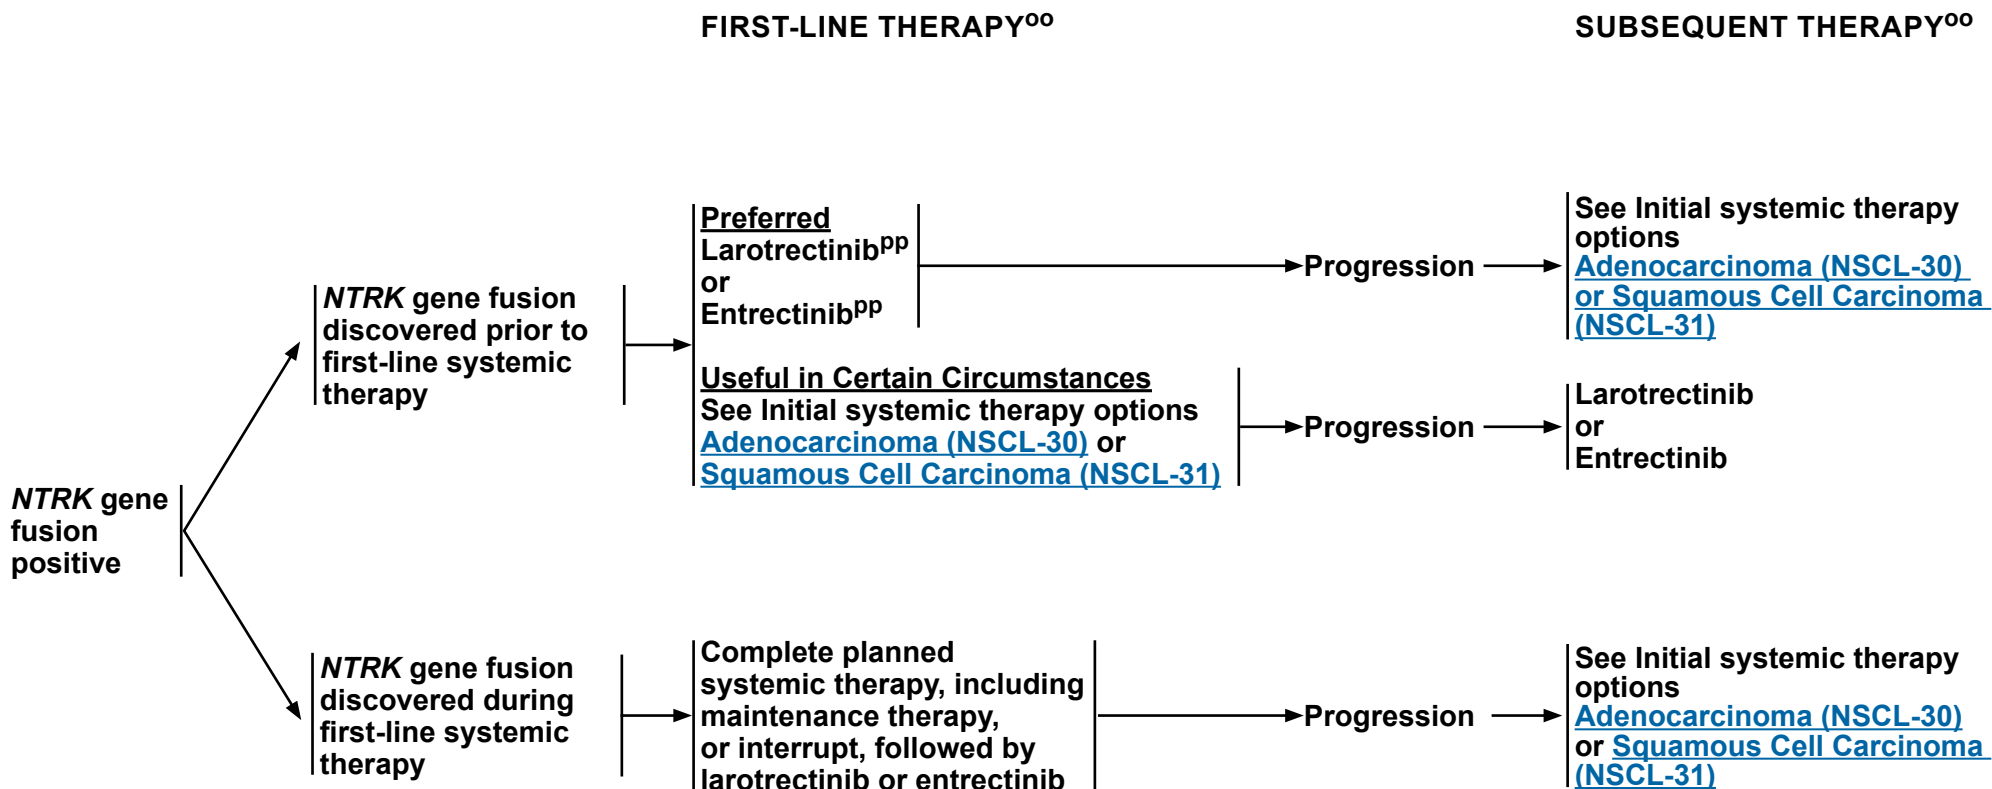 FIRST-LINE THERAPYoo
SUBSEQUENT THERAPYoo
NTRK gene
fusion
positive
NTRK gene fusion
discovered prior to
first-line systemic
therapy
Preferred
Larotrectinibpp
or
Entrectinibpp
Progression
See Initial systemic therapy
options
Adenocarcinoma (NSCL-30)
or Squamous Cell Carcinoma
(NSCL-31)
Useful in Certain Circumstances
See Initial systemic therapy options
Adenocarcinoma (NSCL-30) or
Squamous Cell Carcinoma (NSCL-31)
Progression
Larotrectinib
or
Entrectinib
NTRK gene fusion
discovered during
first-line systemic
therapy
Complete planned
systemic therapy, including
maintenance therapy,
or interrupt, followed by
larotrectinib or entrectinib
Progression
See Initial systemic therapy
options
Adenocarcinoma (NSCL-30)
or Squamous Cell Carcinoma
(NSCL-31)